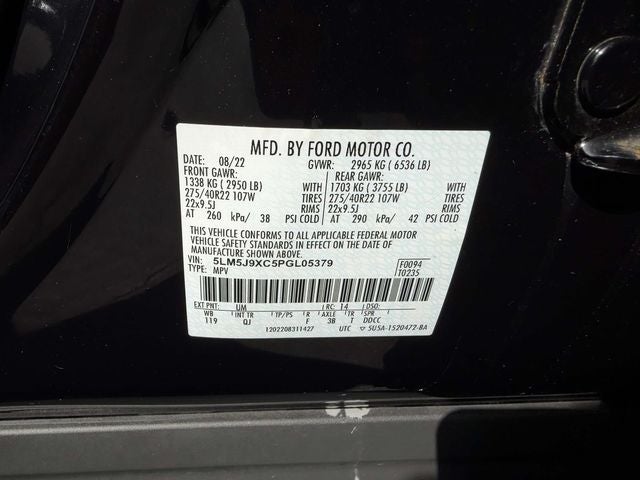 MFD. BY FORD MOTOR CO.
DATE: 08/22 GVWR: 2965 KG ( 6536 LB)
FRONT GAWR: REAR GAWR:
1338 KG ( 2950 LB) WITH 1703 KG ( 3755 LB) WITH
275/40R22 107W TIRES 275/40R22 107W TIRES
22x9.5J RIMS 22x9.5J RIMS
AT 260 kPa/ 38 PSI COLD AT 290 kPa/ 42 PSI COLD
THIS VEHICLE CONFORMS TO ALL APPLICABLE FEDERAL MOTOR
VEHICLE SAFETY AND THEFT PREVENTION STANDARDS IN EFFECT ON THE DATE OF
MANUFACTURE SHOWN ABOVE.
VIN: 5LM5J9XC5PGL05379 F0094
TYPE: MPV T0235
EXT PNT: UM RC: 14 DSO:
WB INT TR TP/PS R AXLE TR SPR
119 QJ F 3B T DDCC
1202208311427 UTC 5U5A-1520472-BA